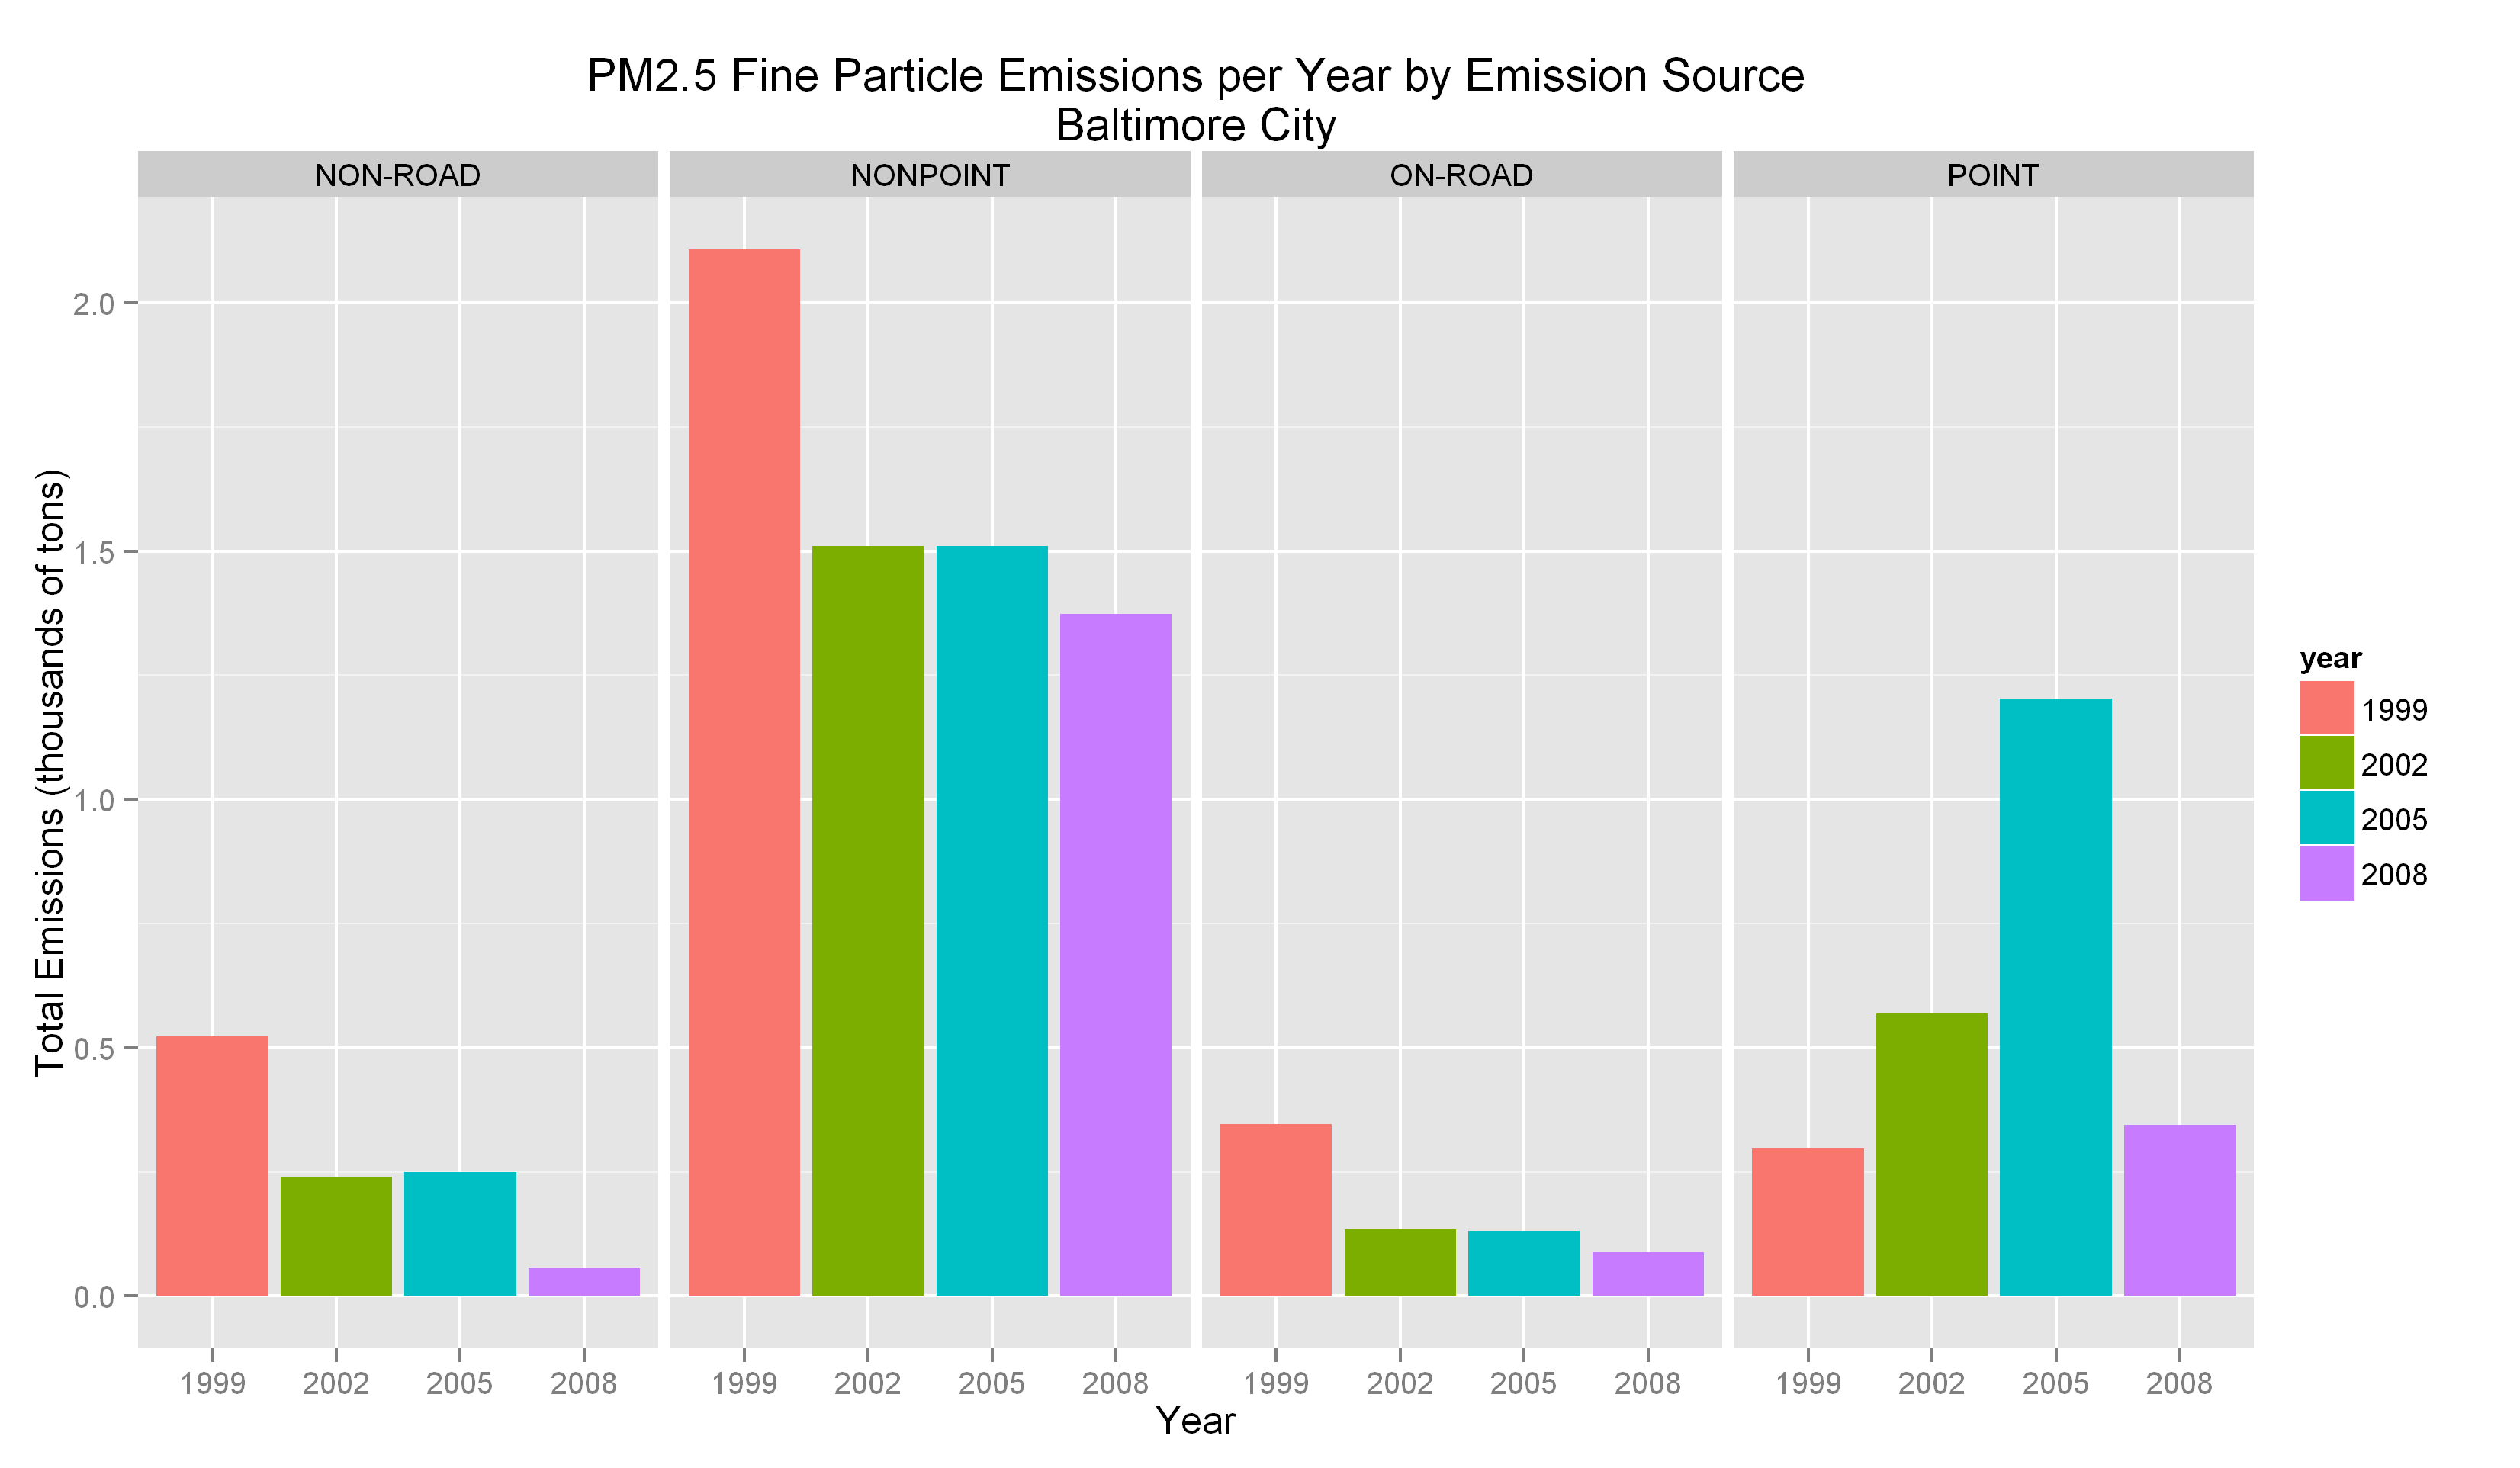 PM2.5 Fine Particle Emissions per Year by Emission Source
Baltimore City
NON-ROAD
NONPOINT
ON-ROAD
POINT
Total Emissions (thousands of tons)
2.0
1.5
1.0
0.5
0.0
1999 2002 2005 2008
1999 2002 2005 2008
1999 2002 2005 2008
1999 2002 2005 2008
Year
year
1999
2002
2005
2008